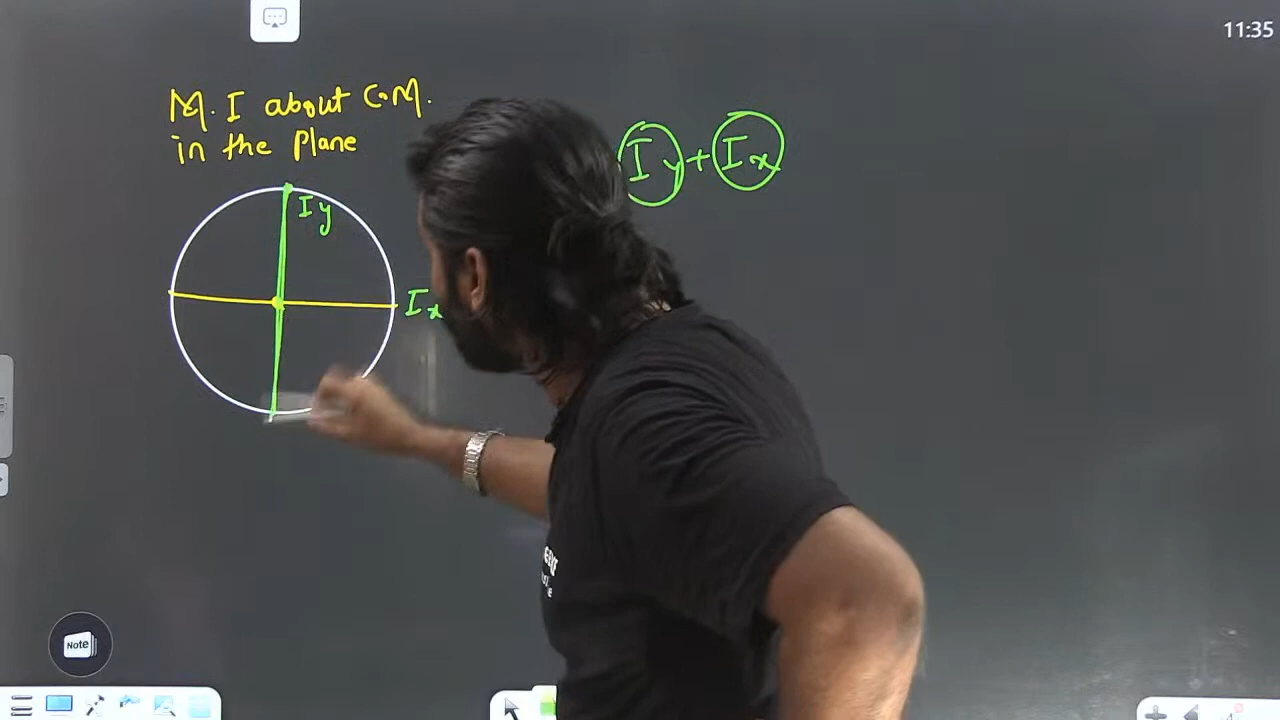 11:35
M. I about C.M.
in the Plane
Iy + Ix
Iy
Ix
Note